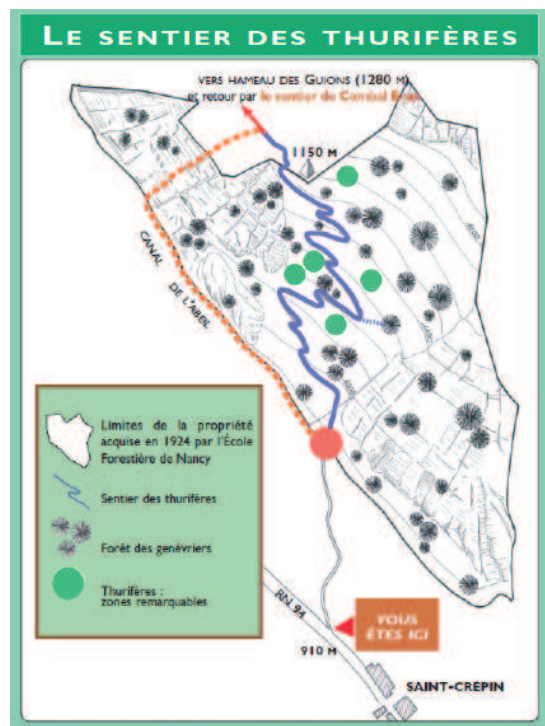 LE SENTIER DES THURIFÈRES
VERS HAMEAU DES GUIONS (1280 M)
et retour par le sentier de Combal
1150 M
CANAL
DE L'ABEL
Limites de la propriété
acquise en 1924 par l'École
Forestière de Nancy
Sentier des thurifères
Forêt des genévriers
Thurifères :
zones remarquables
RN 94
VOUS
ÊTES ICI
910 M
SAINT-CRÉPIN